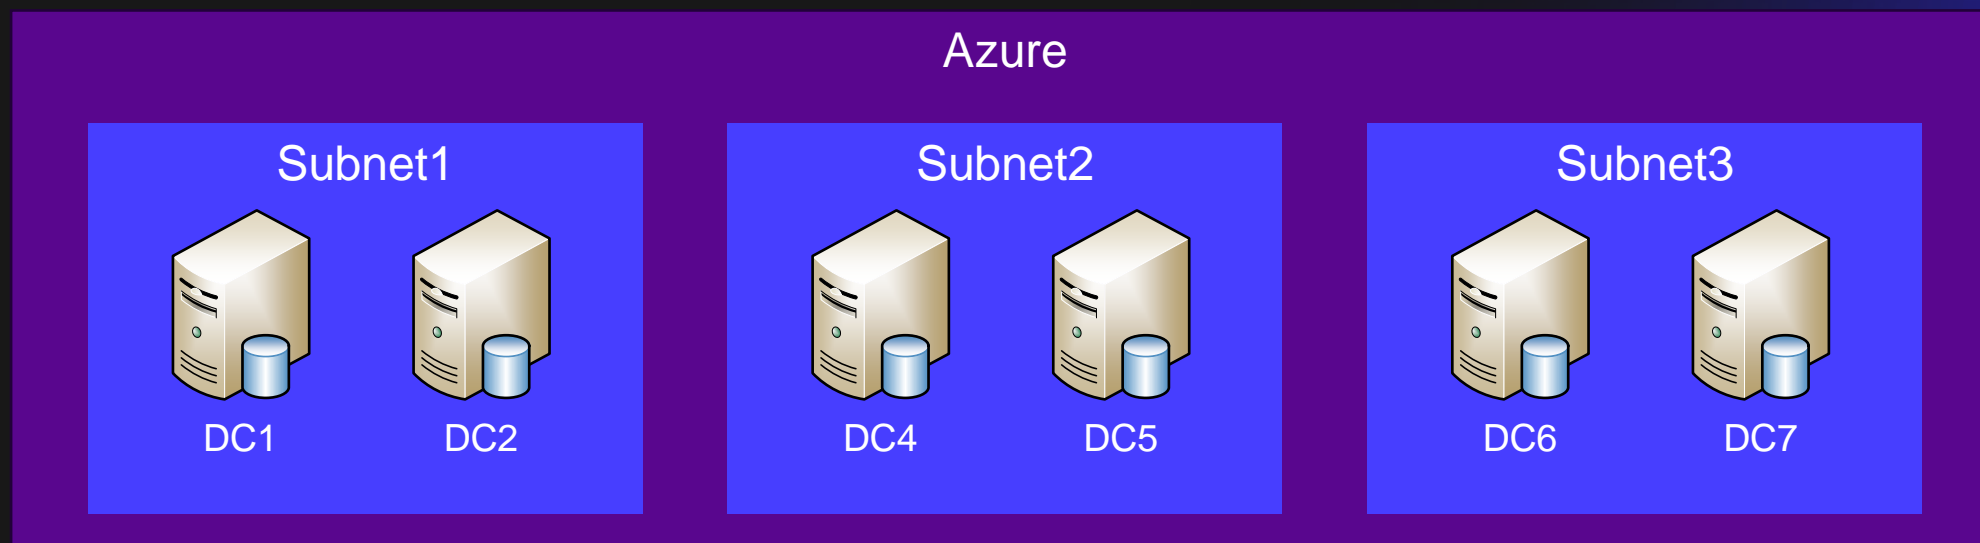 Azure
Subnet1
Subnet2
Subnet3
DC1
DC2
DC4
DC5
DC6
DC7